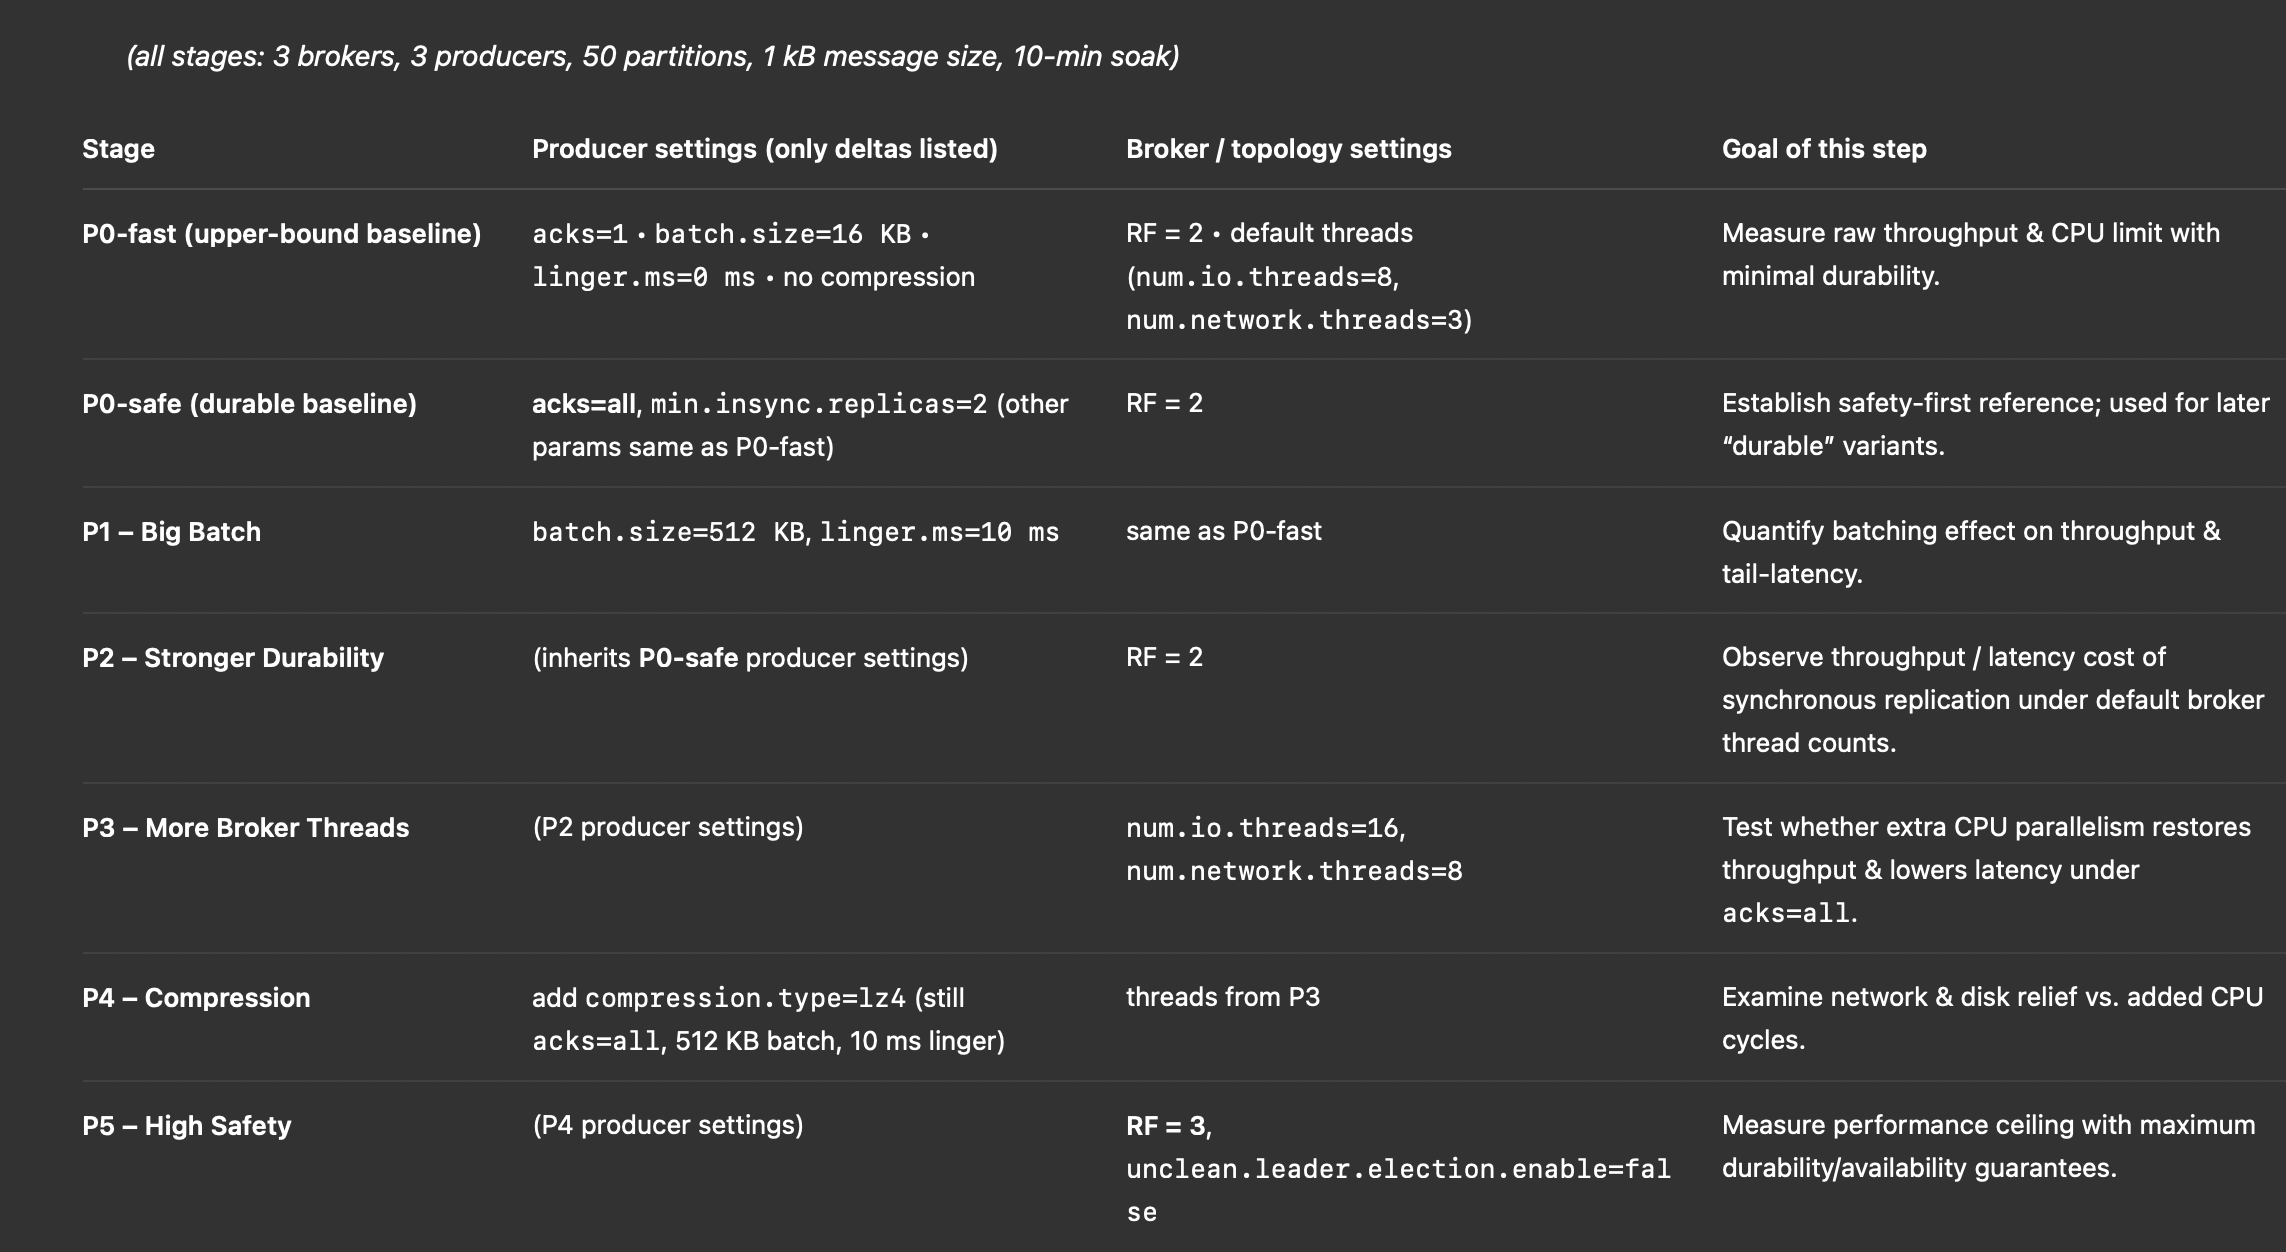 (all stages: 3 brokers, 3 producers, 50 partitions, 1 kB message size, 10-min soak)
Stage Producer settings (only deltas listed) Broker / topology settings Goal of this step
P0-fast (upper-bound baseline) acks=1 • batch.size=16 KB • RF = 2 • default threads Measure raw throughput & CPU limit with
linger.ms=0 ms • no compression (num.io.threads=8, minimal durability.
num.network.threads=3)
P0-safe (durable baseline) acks=all, min.insync.replicas=2 (other RF = 2 Establish safety-first reference; used for later
params same as P0-fast) “durable” variants.
P1 – Big Batch batch.size=512 KB, linger.ms=10 ms same as P0-fast Quantify batching effect on throughput &
tail-latency.
P2 – Stronger Durability (inherits P0-safe producer settings) RF = 2 Observe throughput / latency cost of
synchronous replication under default broker
thread counts.
P3 – More Broker Threads (P2 producer settings) num.io.threads=16, Test whether extra CPU parallelism restores
num.network.threads=8 throughput & lowers latency under
acks=all.
P4 – Compression add compression.type=lz4 (still threads from P3 Examine network & disk relief vs. added CPU
acks=all, 512 KB batch, 10 ms linger) cycles.
P5 – High Safety (P4 producer settings) RF = 3, Measure performance ceiling with maximum
unclean.leader.election.enable=fal durability/availability guarantees.
se